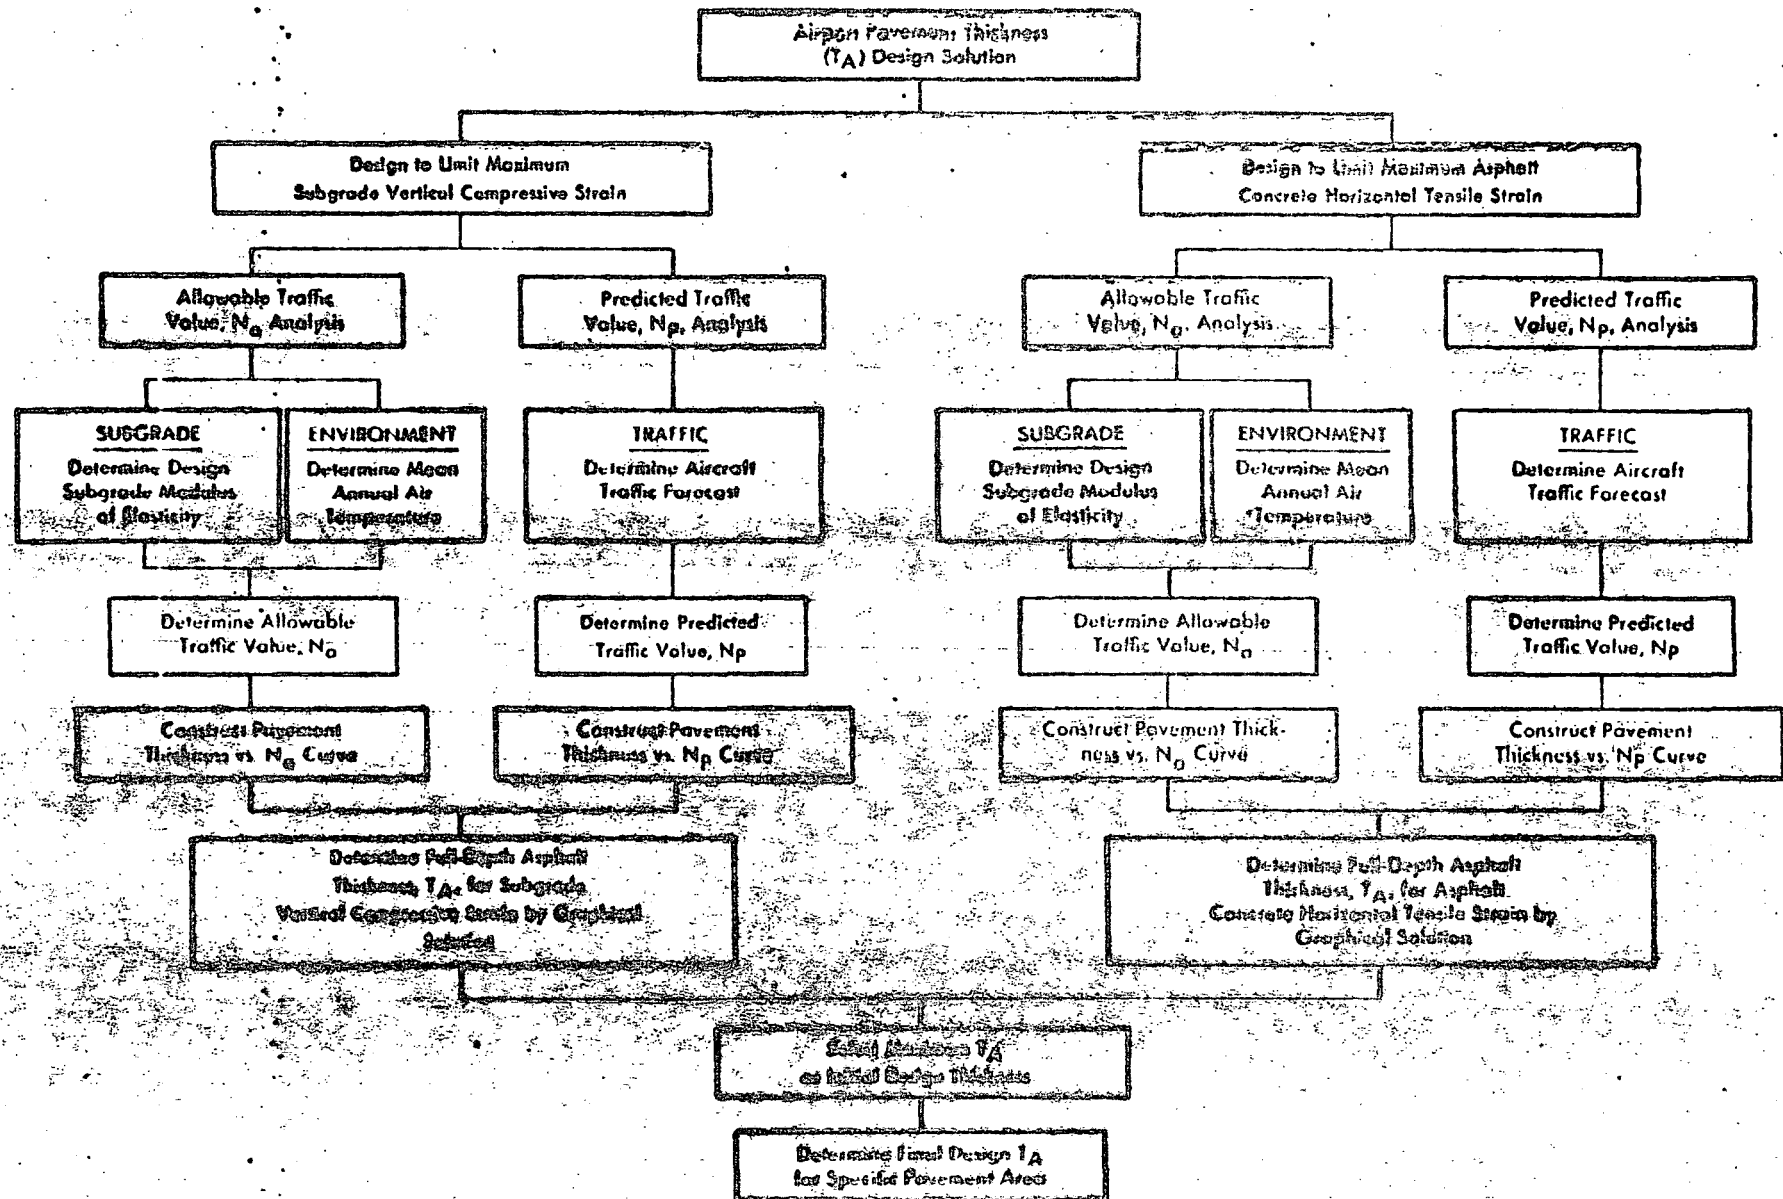 Airport Pavement Thickness
(TA) Design Solution
Design to Limit Maximum
Subgrade Vertical Compressive Strain
Design to Limit Maximum Asphalt
Concrete Horizontal Tensile Strain
Allowable Traffic
Value, Na Analysis
Predicted Traffic
Value, Np, Analysis
Allowable Traffic
Value, Na, Analysis
Predicted Traffic
Value, Np, Analysis
SUBGRADE
Determine Design
Subgrade Modulus
of Elasticity
ENVIRONMENT
Determine Mean
Annual Air
Temperature
TRAFFIC
Determine Aircraft
Traffic Forecast
SUBGRADE
Determine Design
Subgrade Modulus
of Elasticity
ENVIRONMENT
Determine Mean
Annual Air
Temperature
TRAFFIC
Determine Aircraft
Traffic Forecast
Determine Allowable
Traffic Value, Na
Determine Predicted
Traffic Value, Np
Determine Allowable
Traffic Value, Na
Determine Predicted
Traffic Value, Np
Construct Pavement
Thickness vs. Na Curve
Construct Pavement
Thickness vs. Np Curve
Construct Pavement Thick-
ness vs. Na Curve
Construct Pavement
Thickness vs. Np Curve
Determine Full-Depth Asphalt
Thickness, TA, for Subgrade
Vertical Compressive Strain by Graphical
Solution
Determine Full-Depth Asphalt
Thickness, TA, for Asphalt
Concrete Horizontal Tensile Strain by
Graphical Solution
Select Maximum TA
as Initial Design Thickness
Determine Final Design TA
for Specific Pavement Areas